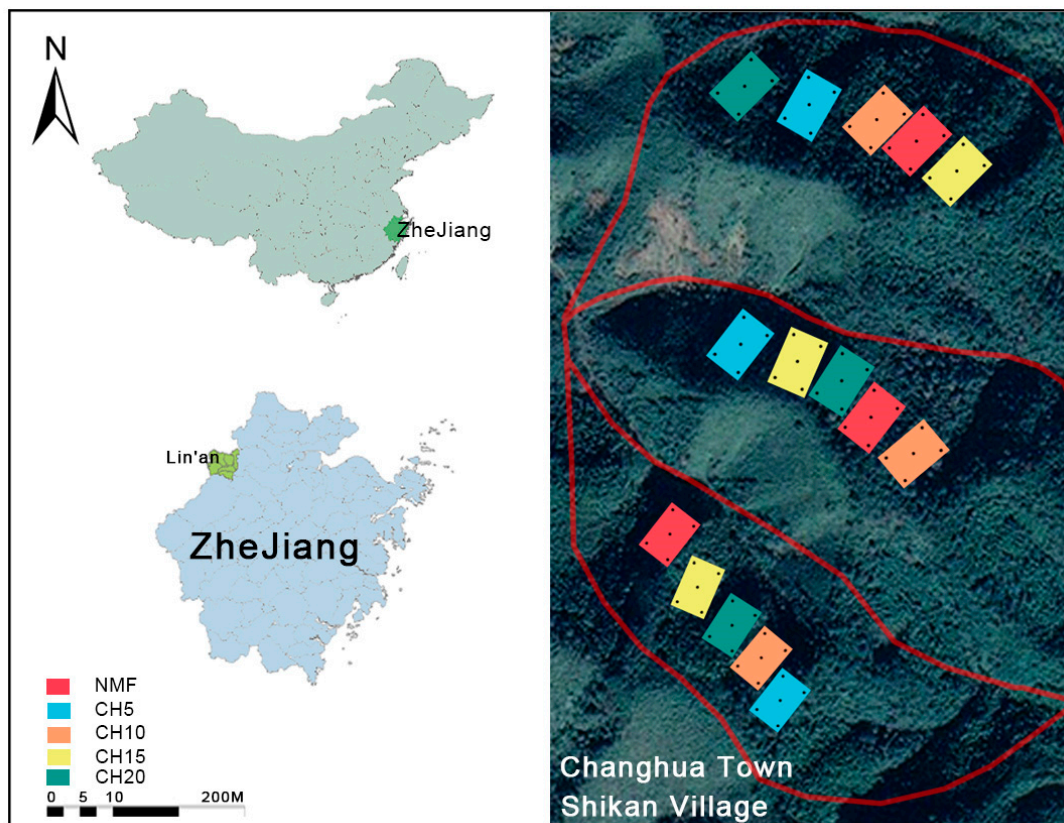 N
ZheJiang
Lin'an
ZheJiang
NMF
CH5
CH10
CH15
CH20
0 5 10 200M
Changhua Town
Shikan Village